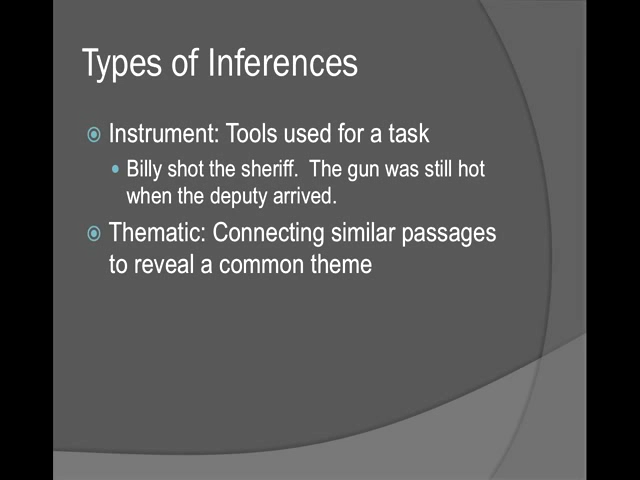 Types of Inferences
Instrument: Tools used for a task
Billy shot the sheriff.  The gun was still hot
when the deputy arrived.
Thematic: Connecting similar passages
to reveal a common theme